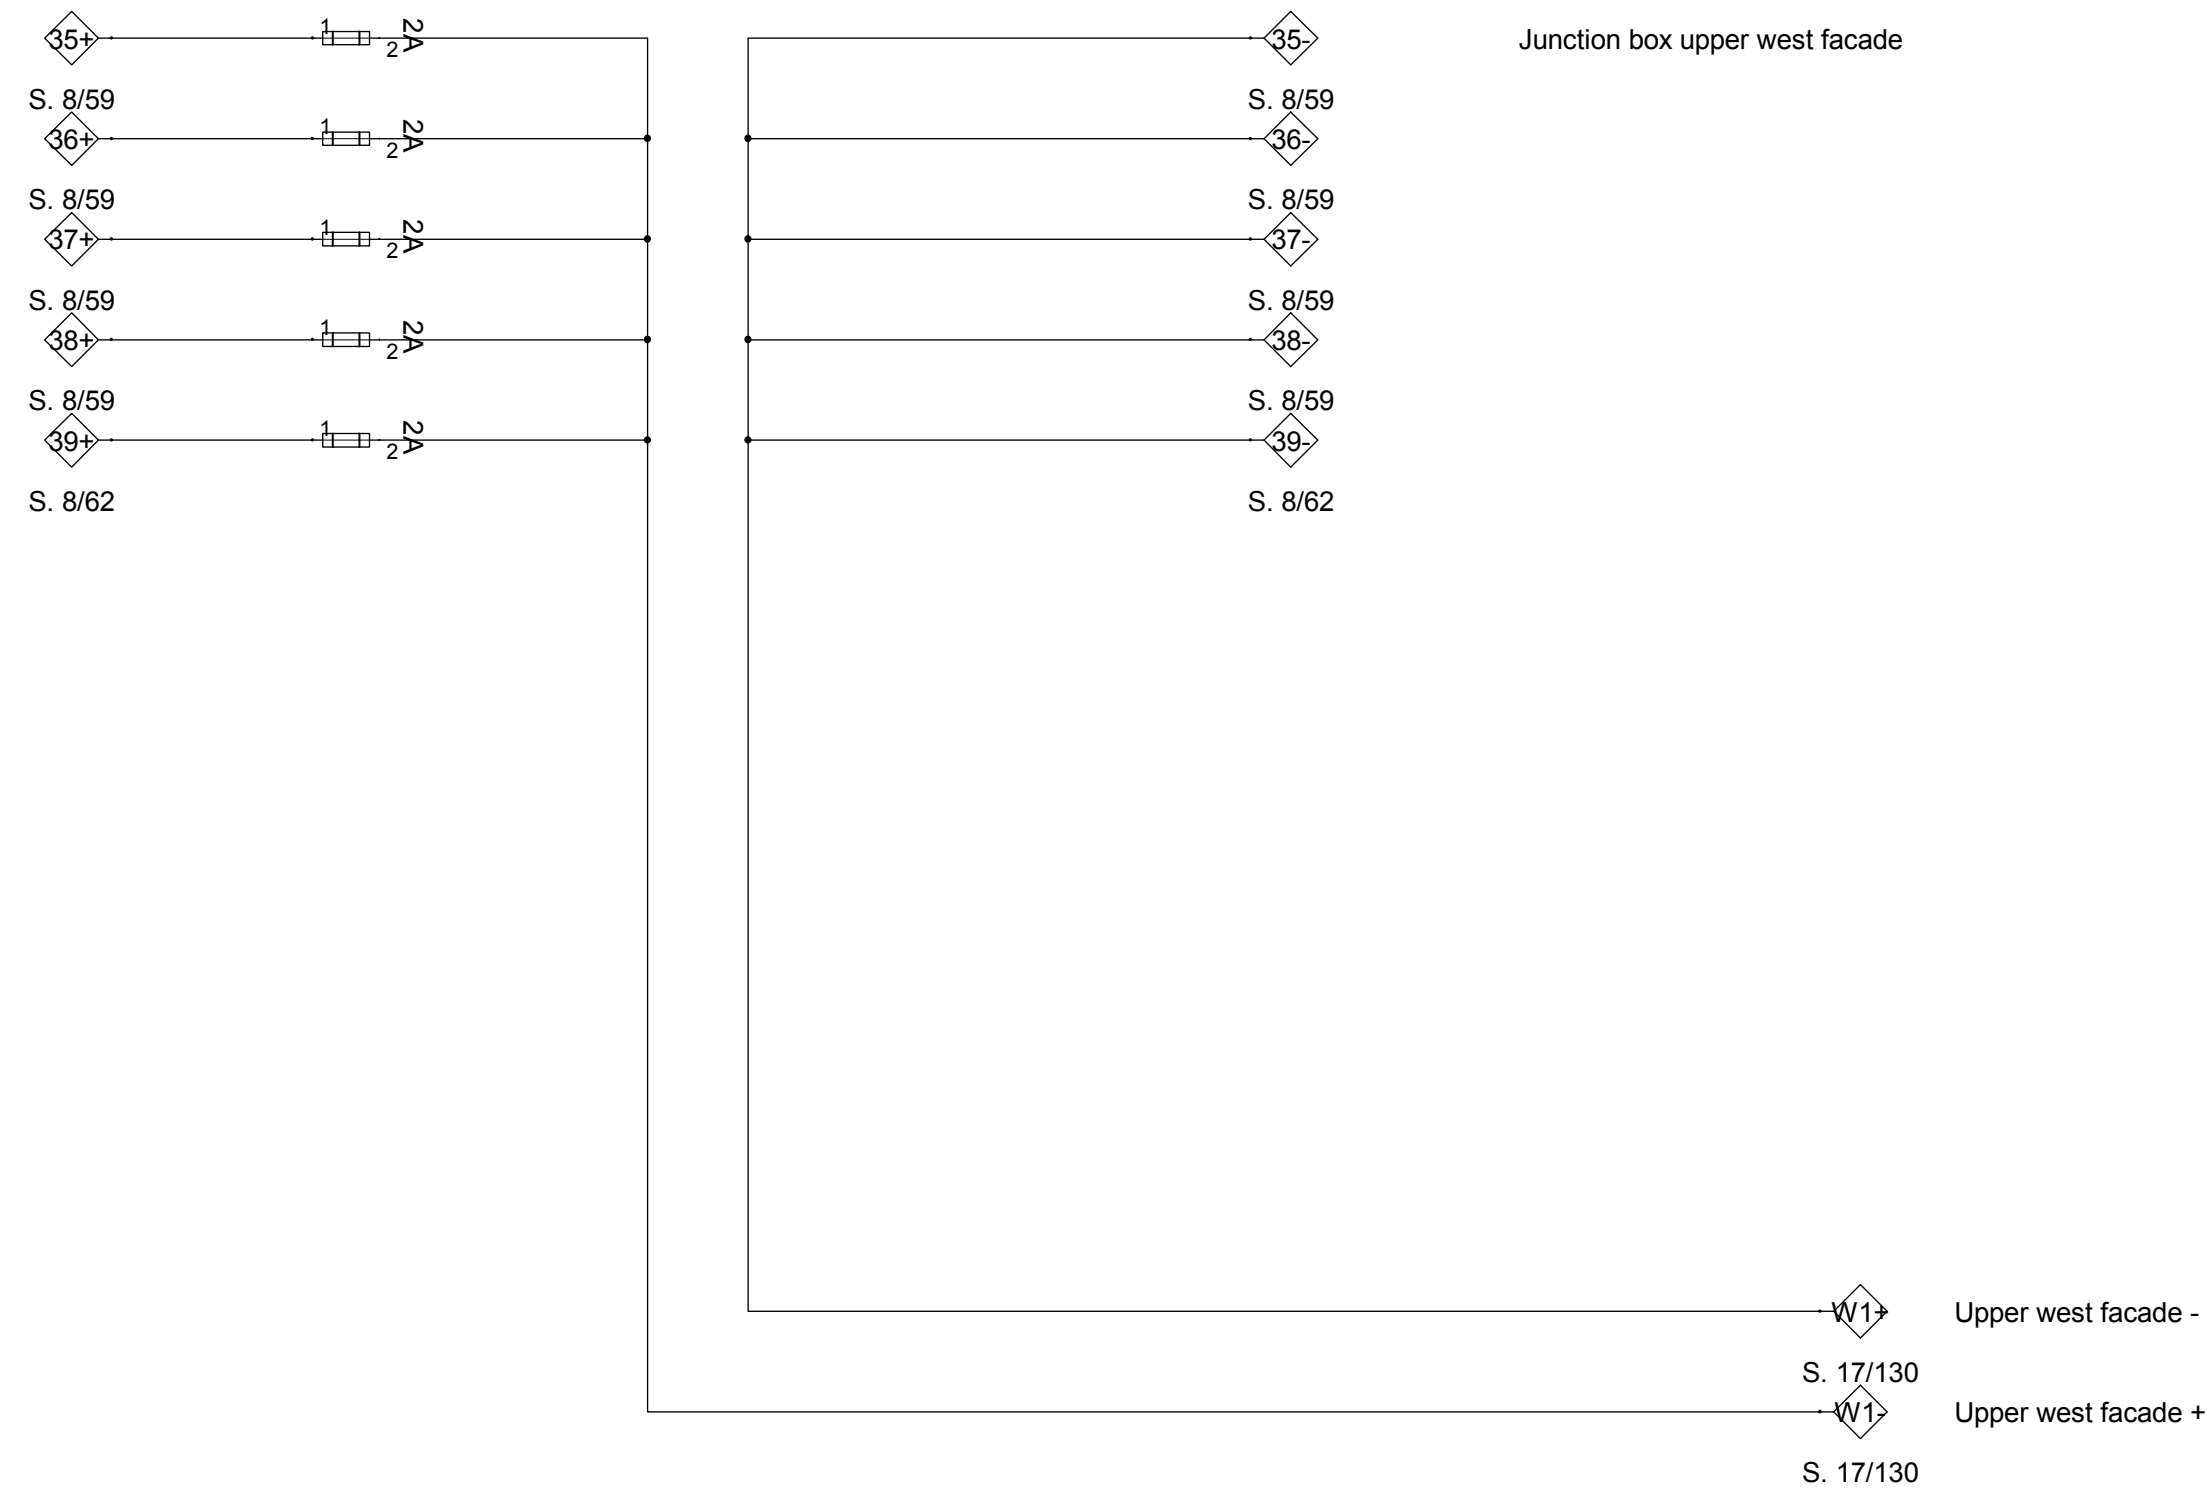 35+ 1 2 2A 35- Junction box upper west facade
S. 8/59 S. 8/59
36+ 1 2 2A 36-
S. 8/59 S. 8/59
37+ 1 2 2A 37-
S. 8/59 S. 8/59
38+ 1 2 2A 38-
S. 8/59 S. 8/59
39+ 1 2 2A 39-
S. 8/62 S. 8/62
W1+ Upper west facade -
S. 17/130
W1- Upper west facade +
S. 17/130